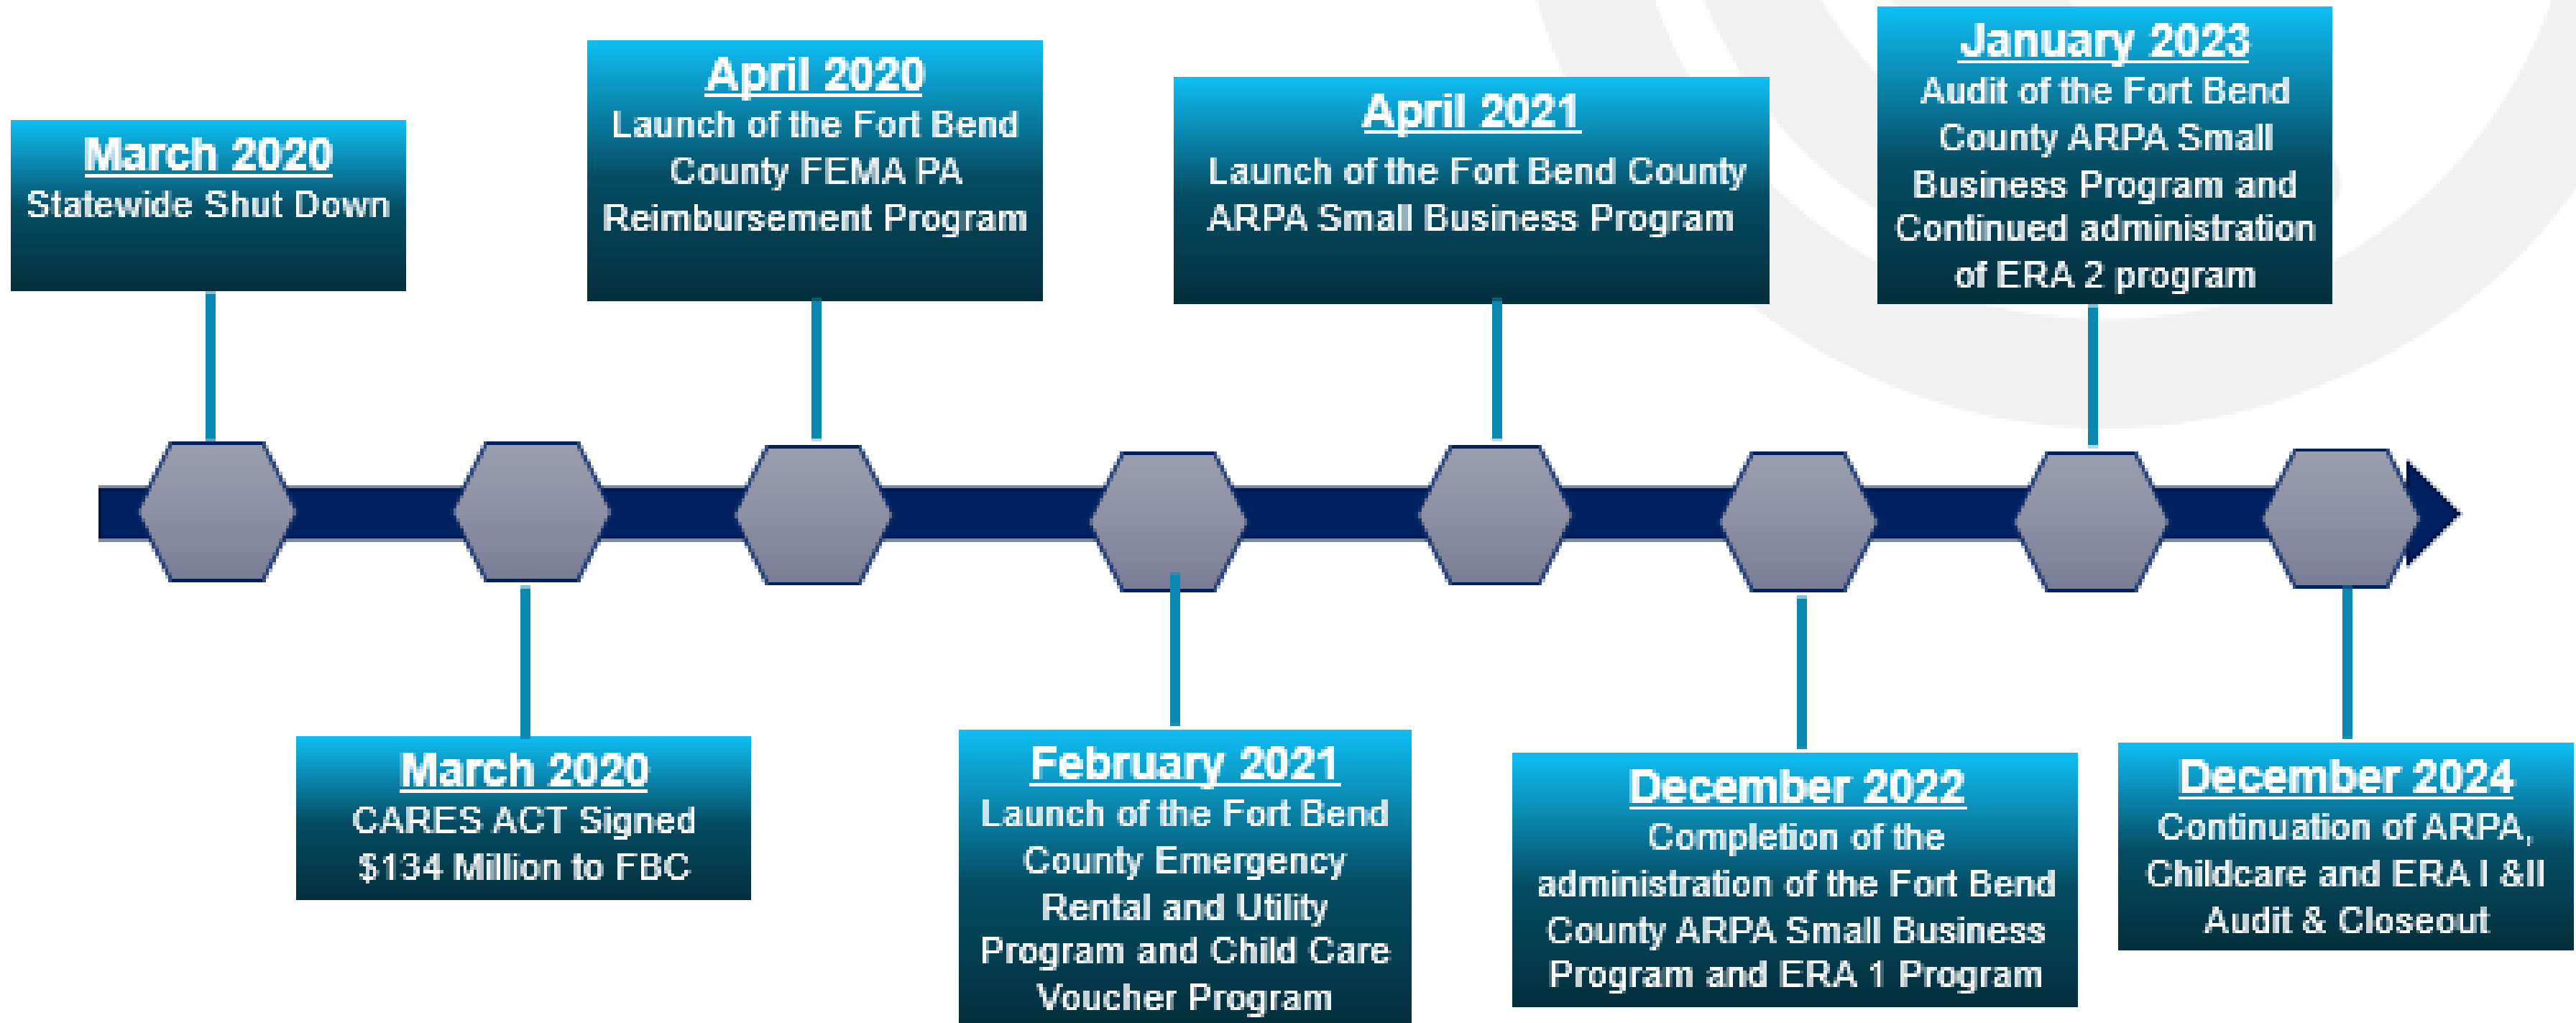 March 2020
Statewide Shut Down
March 2020
CARES ACT Signed
$134 Million to FBC
April 2020
Launch of the Fort Bend
County FEMA PA
Reimbursement Program
February 2021
Launch of the Fort Bend
County Emergency
Rental and Utility
Program and Child Care
Voucher Program
April 2021
Launch of the Fort Bend County
ARPA Small Business Program
December 2022
Completion of the
administration of the Fort Bend
County ARPA Small Business
Program and ERA 1 Program
January 2023
Audit of the Fort Bend
County ARPA Small
Business Program and
Continued administration
of ERA 2 program
December 2024
Continuation of ARPA,
Childcare and ERA I &II
Audit & Closeout